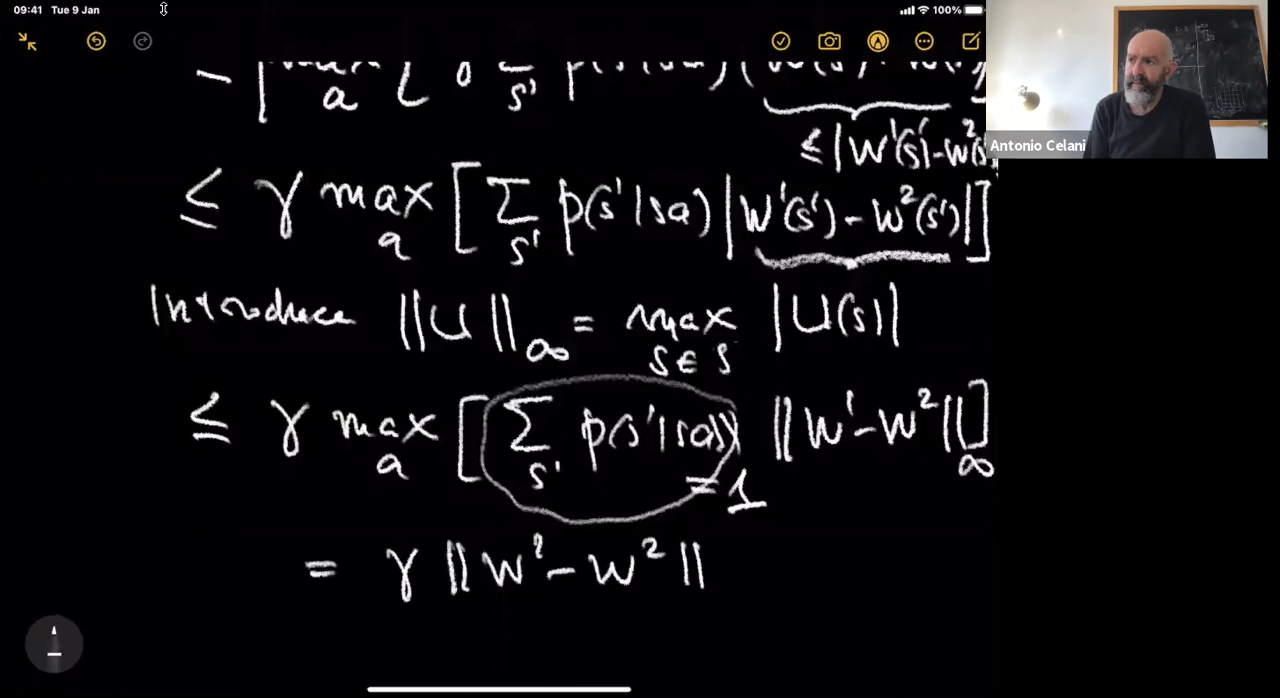 09:41 Tue 9 Jan
100%
Antonio Celani
a s'
≤ |W¹(s')-W²(s
≤ γ max a [ Σ s' p(s'|sa) |W¹(s') - W²(s')| ]
Introduce ||U||∞ = max s∈S |U(s)|
≤ γ max a [ Σ s' p(s'|sa) ||W¹-W²||∞ ]
=1
= γ ||W¹-W²||